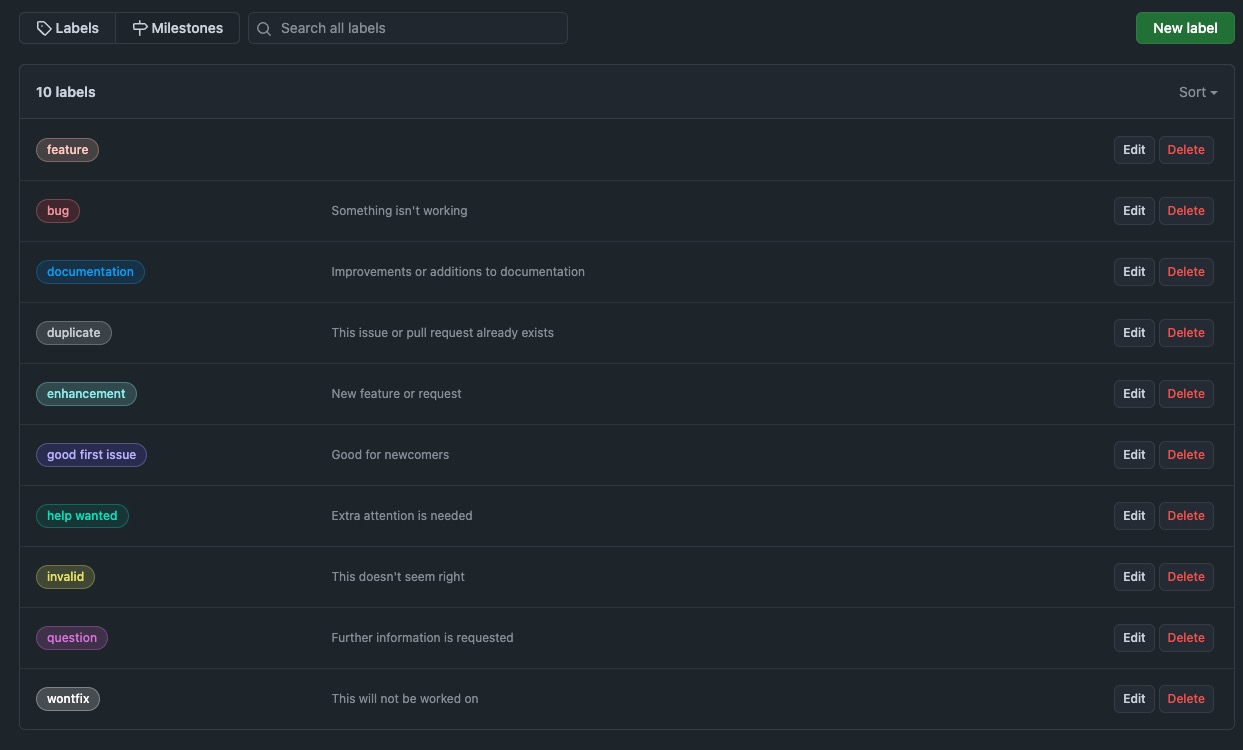 Labels Milestones Search all labels New label
10 labels Sort
feature Edit Delete
bug Something isn't working Edit Delete
documentation Improvements or additions to documentation Edit Delete
duplicate This issue or pull request already exists Edit Delete
enhancement New feature or request Edit Delete
good first issue Good for newcomers Edit Delete
help wanted Extra attention is needed Edit Delete
invalid This doesn't seem right Edit Delete
question Further information is requested Edit Delete
wontfix This will not be worked on Edit Delete